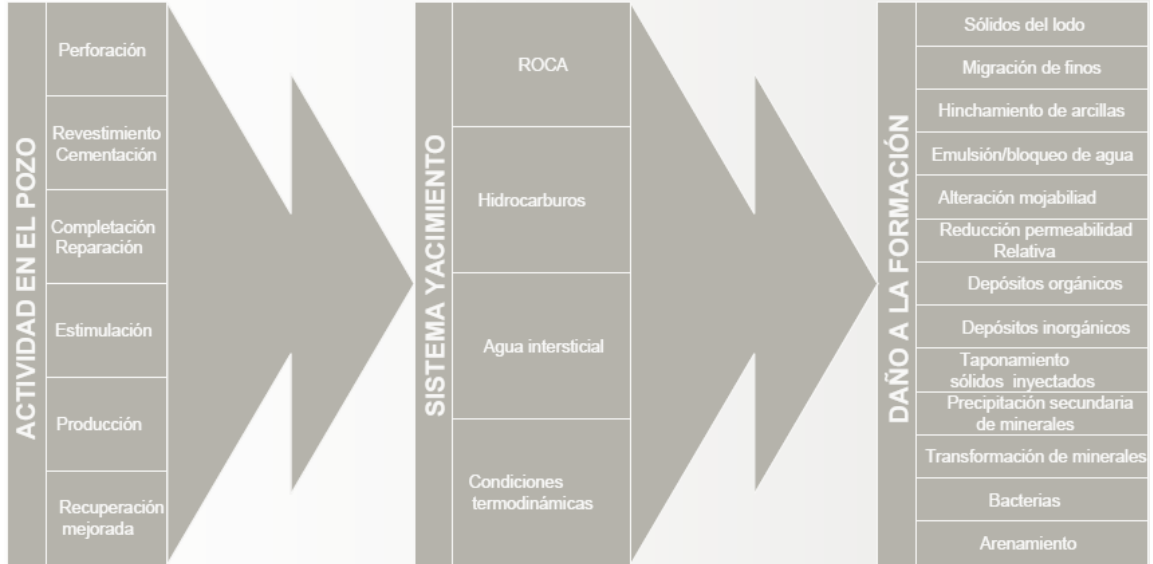 ACTIVIDAD EN EL POZO
Perforación
Revestimiento
Cementación
Completación
Reparación
Estimulación
Producción
Recuperación
mejorada
SISTEMA YACIMIENTO
ROCA
Hidrocarburos
Agua intersticial
Condiciones
termodinámicas
DAÑO A LA FORMACIÓN
Sólidos del lodo
Migración de finos
Hinchamiento de arcillas
Emulsión/bloqueo de agua
Alteración mojabiliad
Reducción permeabilidad
Relativa
Depósitos orgánicos
Depósitos inorgánicos
Taponamiento
sólidos inyectados
Precipitación secundaria
de minerales
Transformación de minerales
Bacterias
Arenamiento